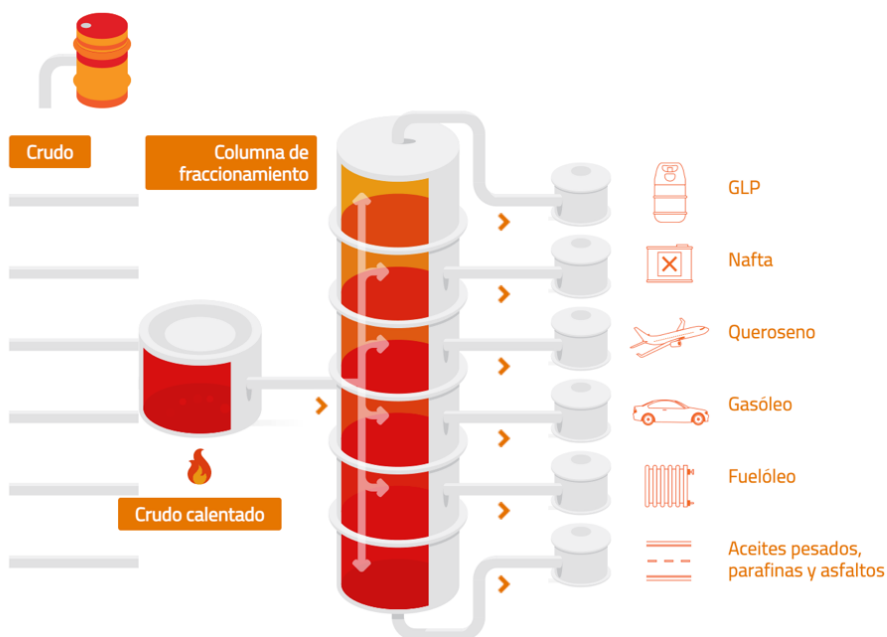 Crudo
Columna de
fraccionamiento
Crudo calentado
GLP
Nafta
Queroseno
Gasóleo
Fuelóleo
Aceites pesados,
parafinas y asfaltos